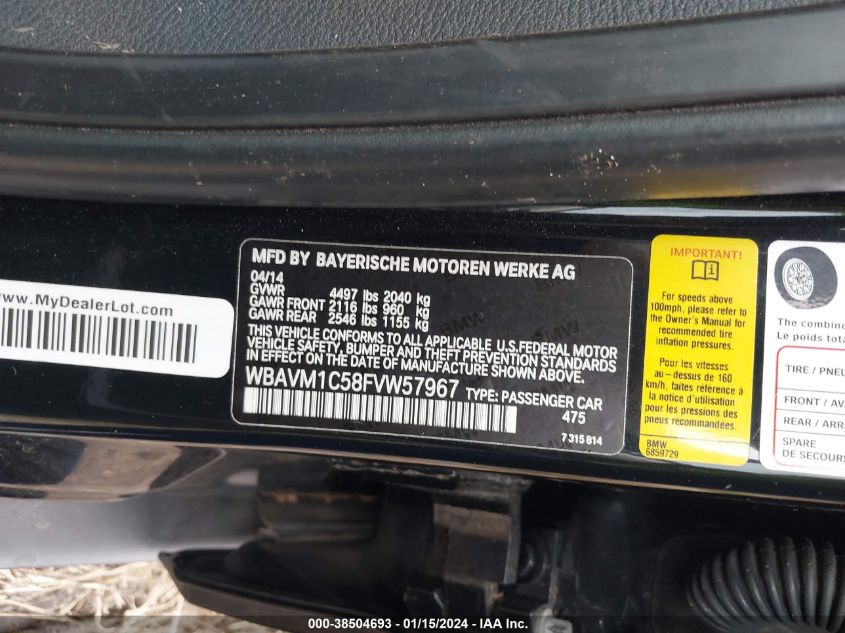 www.MyDealerLot.com
MFD BY BAYERISCHE MOTOREN WERKE AG
04/14
GVWR 4497 lbs 2040 kg
GAWR FRONT 2116 lbs 960 kg
GAWR REAR 2546 lbs 1155 kg
THIS VEHICLE CONFORMS TO ALL APPLICABLE U.S.FEDERAL MOTOR
VEHICLE SAFETY, BUMPER AND THEFT PREVENTION STANDARDS
IN EFFECT ON THE DATE OF MANUFACTURE SHOWN ABOVE.
WBAVM1C58FVW57967 TYPE: PASSENGER CAR
475
7 315 814
IMPORTANT!
For speeds above
100mph, please refer to
the Owner's Manual for
recommended tire
inflation pressures.
Pour les vitesses
au-dessus de 160
km/h, faites référence
au manuel d'utilisation
pour les pressions des
pneus recommandées.
BMW
6859729
The combine
Le poids tota
TIRE / PNEU
FRONT / AVA
REAR / ARR
SPARE
DE SECOURS
000-38504693 - 01/15/2024 - IAA Inc.